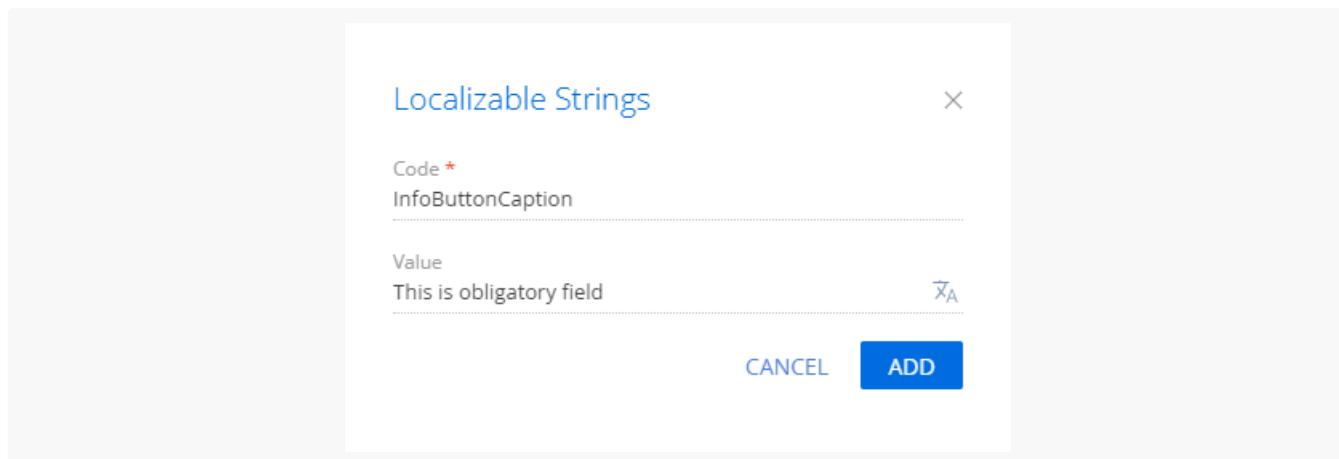 Localizable Strings
Code *
InfoButtonCaption
Value
This is obligatory field
CANCEL ADD